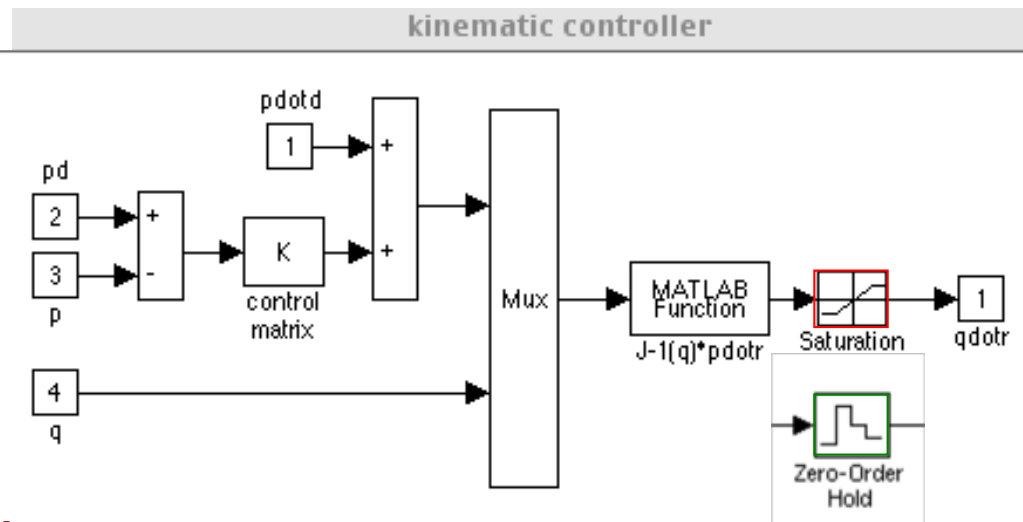 kinematic controller
pdotd
1
+
pd
2
+
3
-
p
K
control
matrix
+
Mux
MATLAB
Function
J-1(q)*pdotr
Saturation
1
qdotr
4
q
Zero-Order
Hold